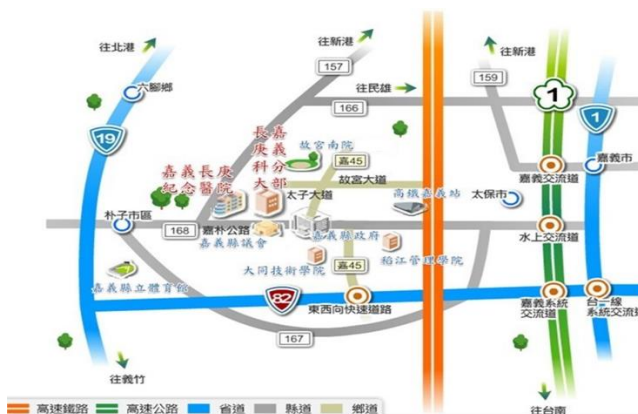 往北港
往新港
往新港
157
159
六腳鄉
往民雄
166
1
19
1
長庚科大
嘉義分部
故宮南院
嘉45
嘉義長庚
紀念醫院
故宮大道
嘉義市
嘉義交流道
太子大道
高鐵嘉義站
太保市
朴子市區
168
嘉朴公路
嘉義縣政府
水上交流道
嘉義縣議會
大同技術學院
稻江管理學院
嘉義縣立體育館
嘉45
82
東西向快速道路
嘉義系統
交流道
台一線
系統交流道
167
往義竹
往台南
高速鐵路
高速公路
省道
縣道
鄉道